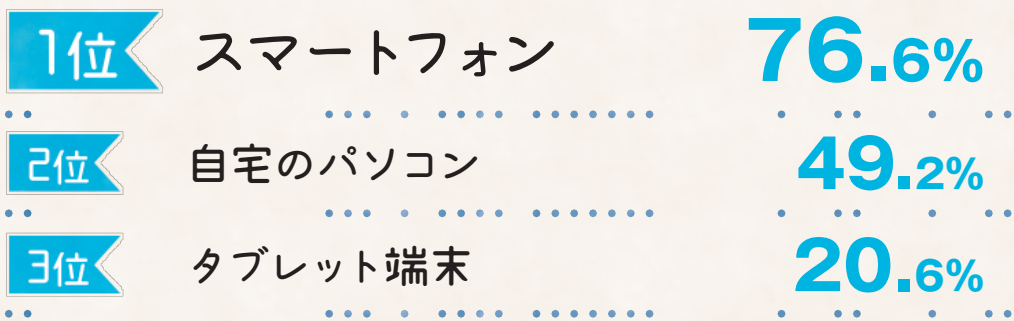 1位 スマートフォン 76.6%
2位 自宅のパソコン 49.2%
3位 タブレット端末 20.6%